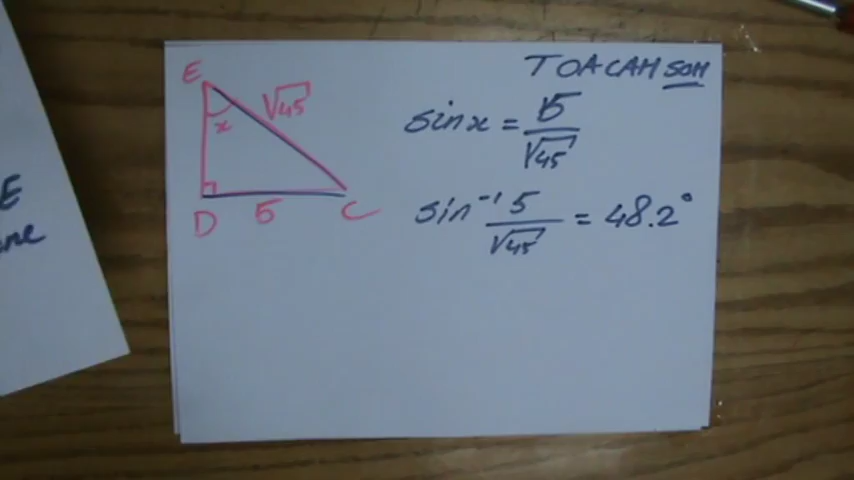 TOACAHSOH
E
√45
x
D
5
C
sin x = 5/√45
sin⁻¹ 5/√45 = 48.2°
E